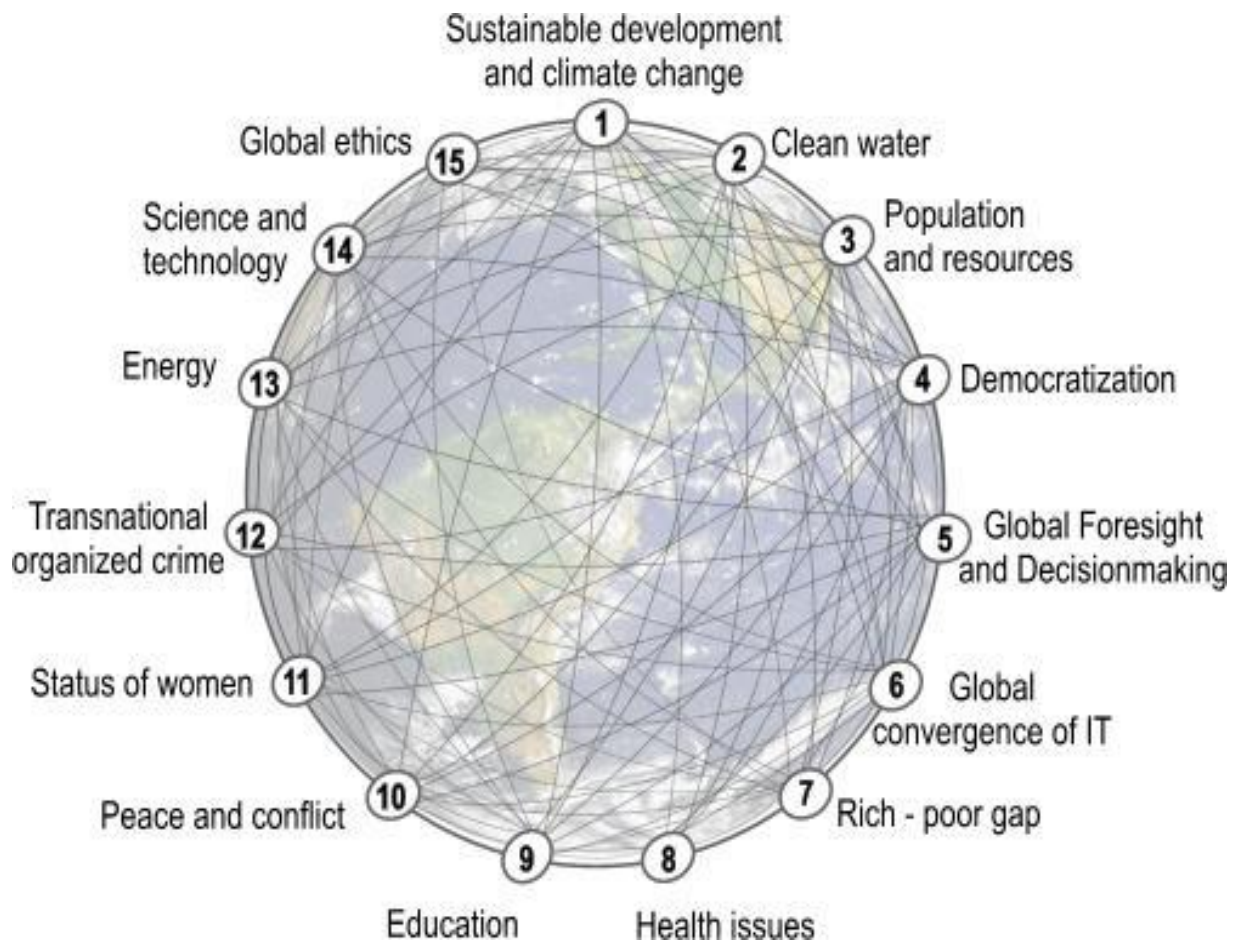 Sustainable development
and climate change
1
2
Clean water
3
Population
and resources
4
Democratization
5
Global Foresight
and Decisionmaking
6
Global
convergence of IT
7
Rich - poor gap
8
Health issues
9
Education
10
Peace and conflict
11
Status of women
12
Transnational
organized crime
13
Energy
14
Science and
technology
15
Global ethics